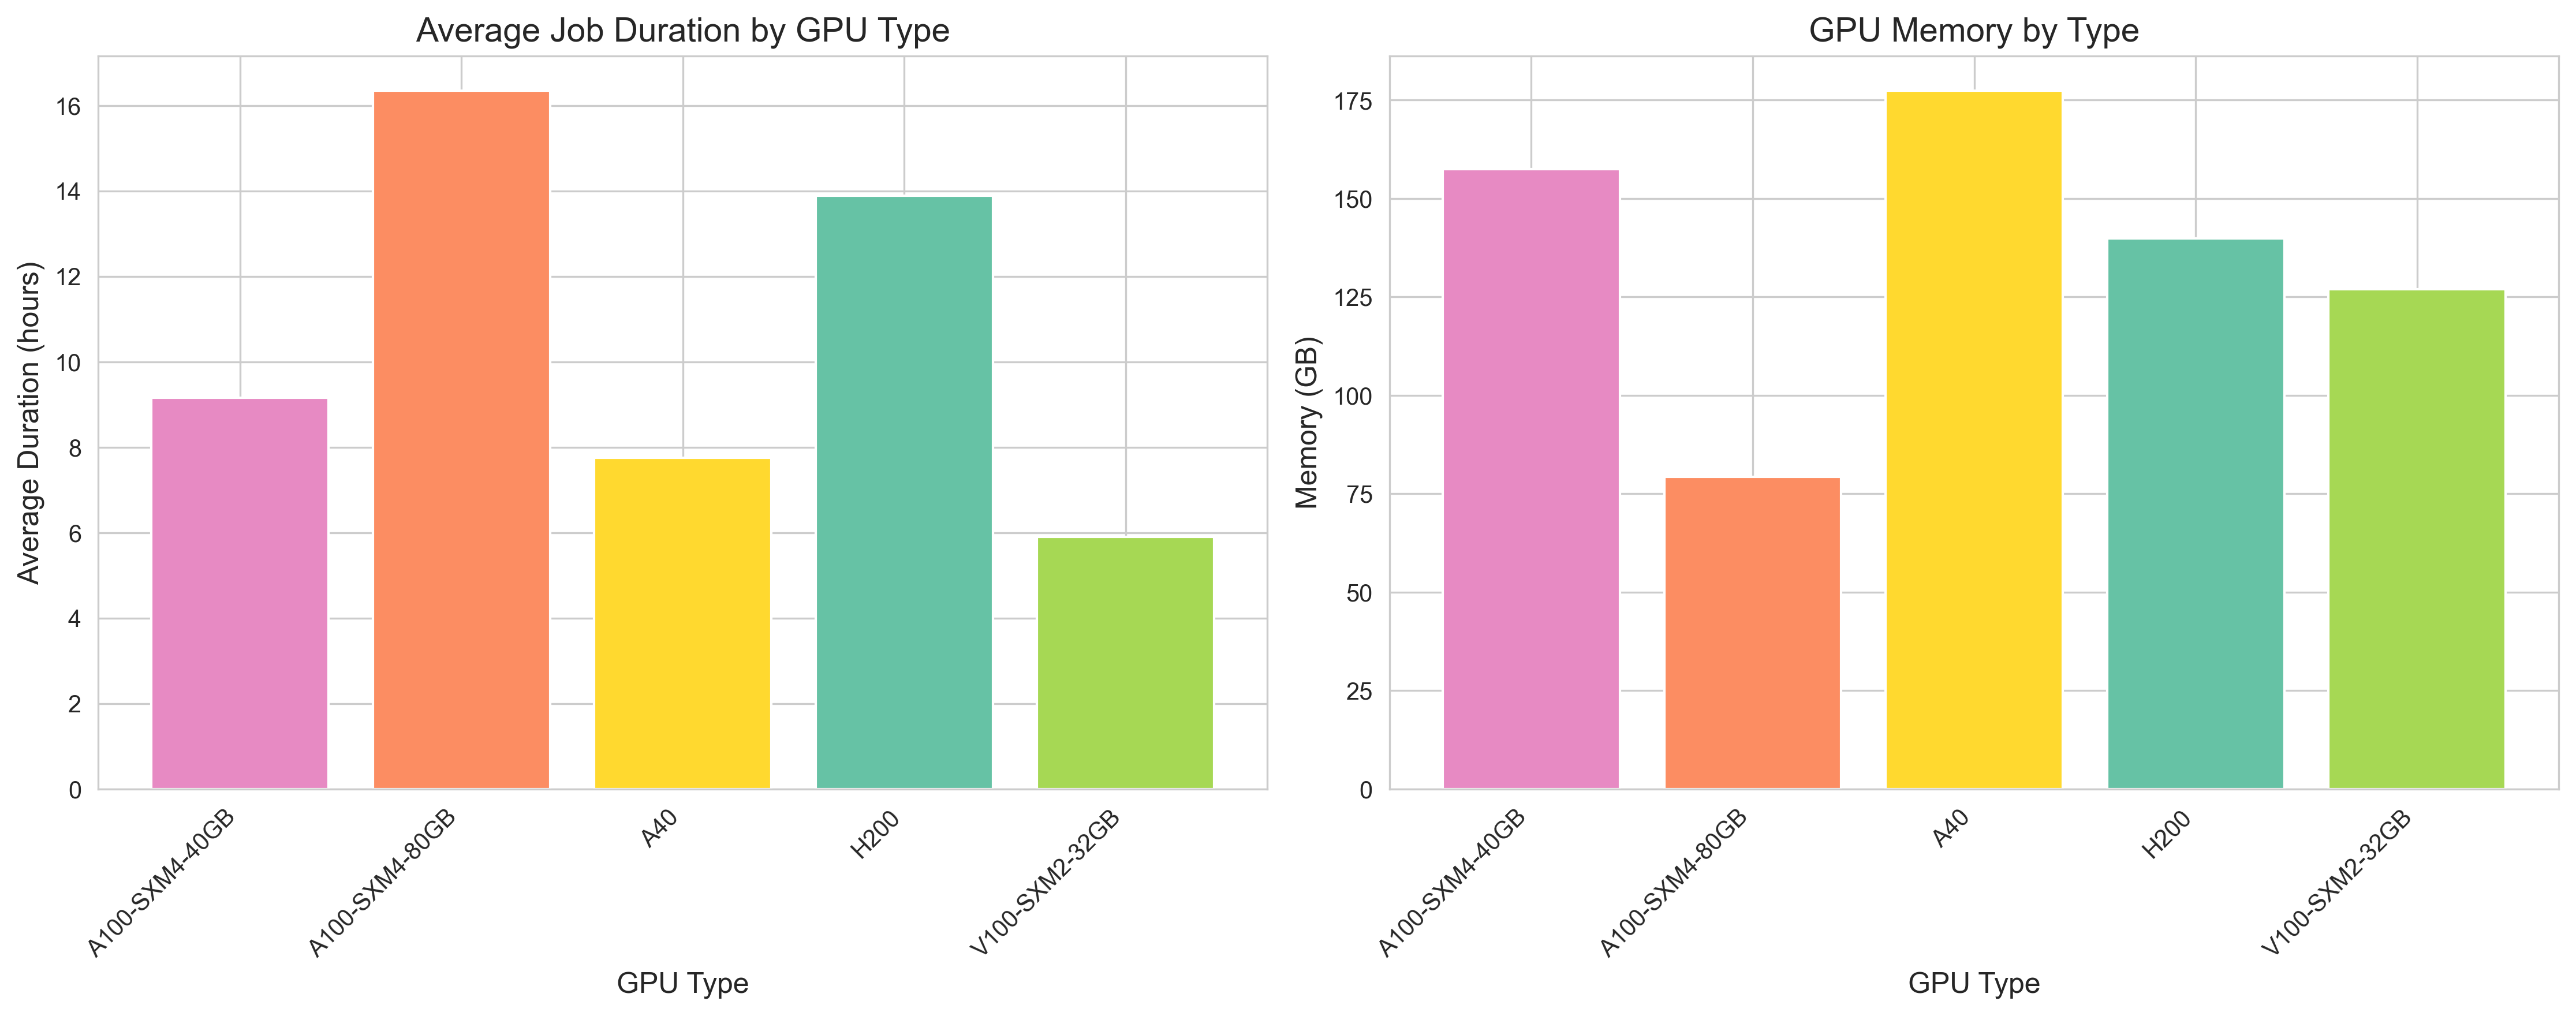 Average Job Duration by GPU Type
Average Duration (hours)
16
14
12
10
8
6
4
2
0
A100-SXM4-40GB
A100-SXM4-80GB
A40
H200
V100-SXM2-32GB
GPU Type
GPU Memory by Type
Memory (GB)
175
150
125
100
75
50
25
0
A100-SXM4-40GB
A100-SXM4-80GB
A40
H200
V100-SXM2-32GB
GPU Type